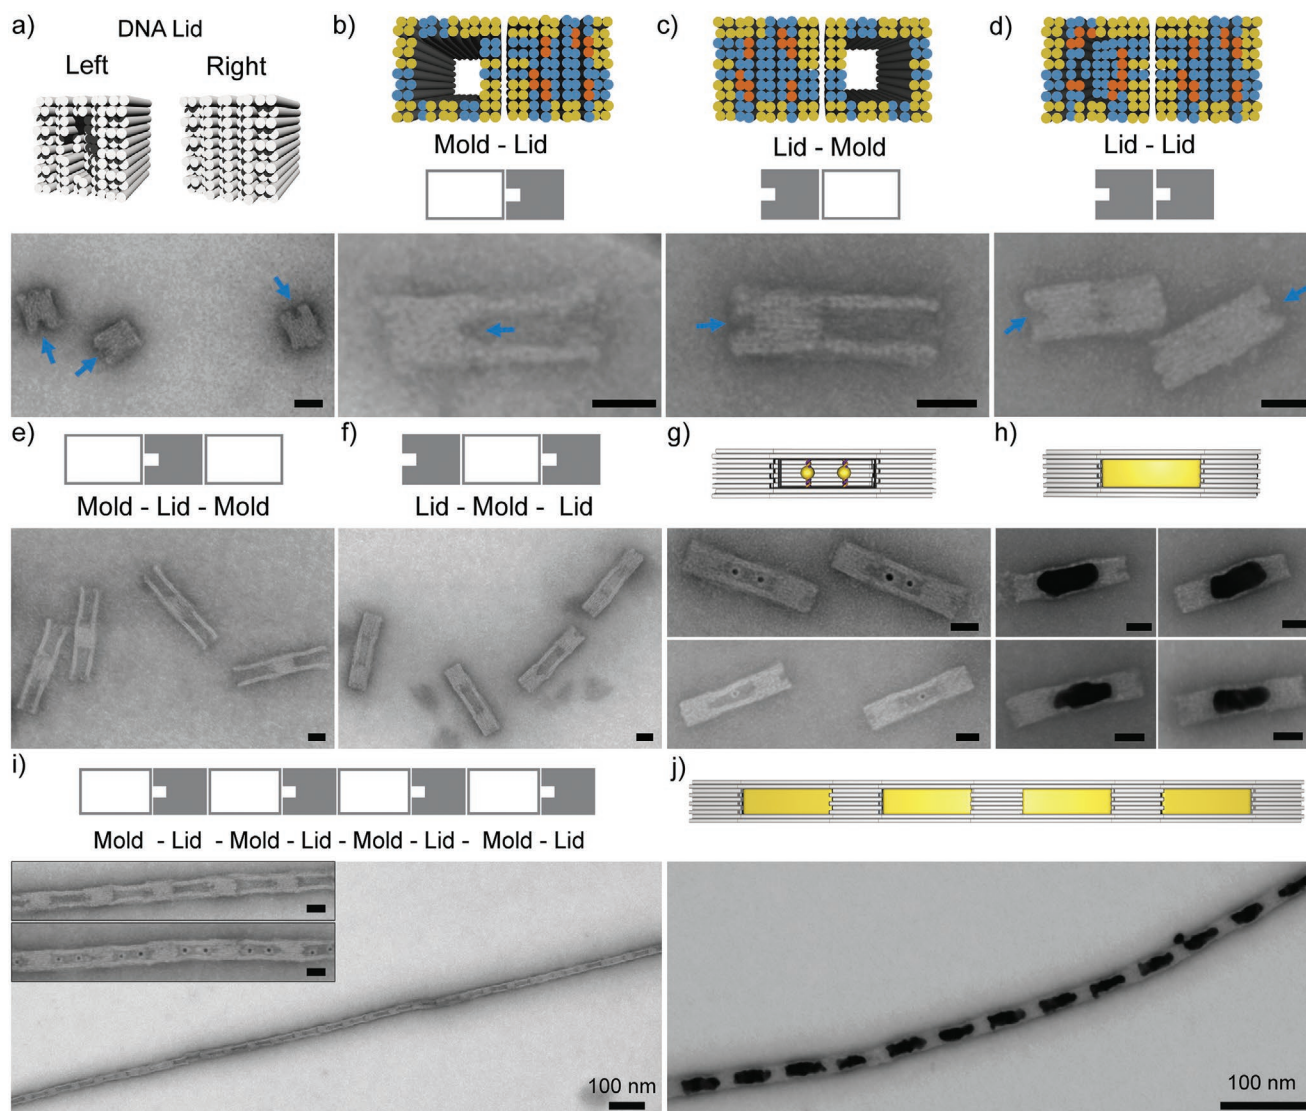 a)
DNA Lid
Left Right
b)
Mold - Lid
c)
Lid - Mold
d)
Lid - Lid
e)
Mold - Lid - Mold
f)
Lid - Mold - Lid
g)
h)
i)
Mold - Lid - Mold - Lid - Mold - Lid - Mold - Lid
100 nm
j)
100 nm